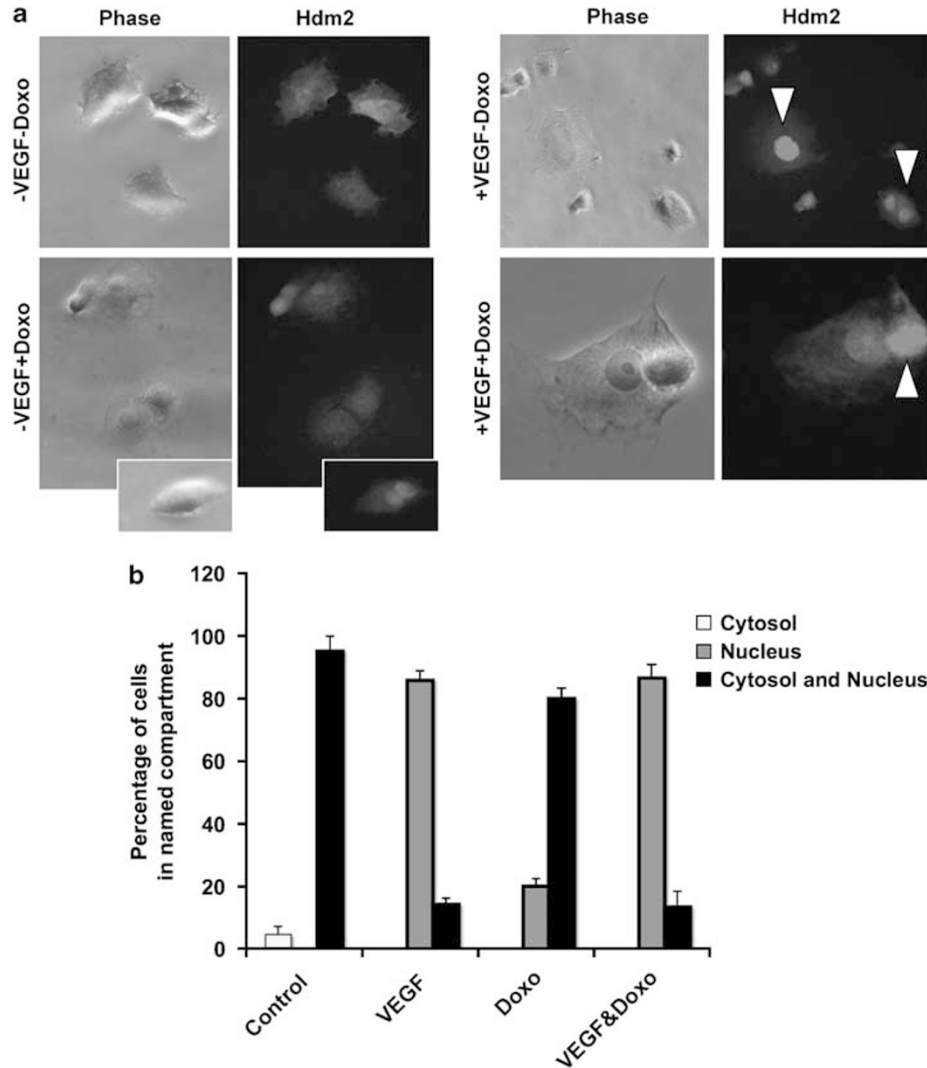 a
Phase
Hdm2
Phase
Hdm2
-VEGF-Doxo
+VEGF-Doxo
-VEGF+Doxo
+VEGF+Doxo
b
120
100
80
60
40
20
0
Percentage of cells
in named compartment
Control
VEGF
Doxo
VEGF&Doxo
Cytosol
Nucleus
Cytosol and Nucleus